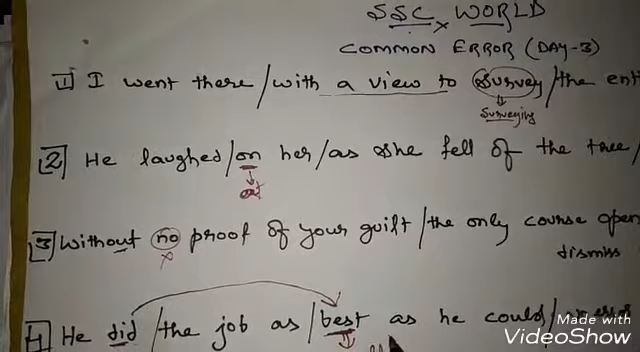 SSC x WORLD
COMMON ERROR (DAY-3)
1) I went there/with a view to survey/the enti
surveying
2 He laughed/on her/as she fell of the tree/
at
3 Without no proof of your guilt/the only course open
x dismiss
4 He did/the job as/best as he could/
Made with
VideoShow